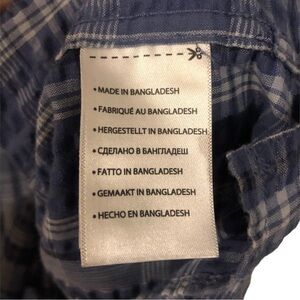 • MADE IN BANGLADESH
• FABRIQUÉ AU BANGLADESH
• HERGESTELLT IN BANGLADESH
• СДЕЛАНО В БАНГЛАДЕШ
• FATTO IN BANGLADESH
• GEMAAKT IN BANGLADESH
• HECHO EN BANGLADESH